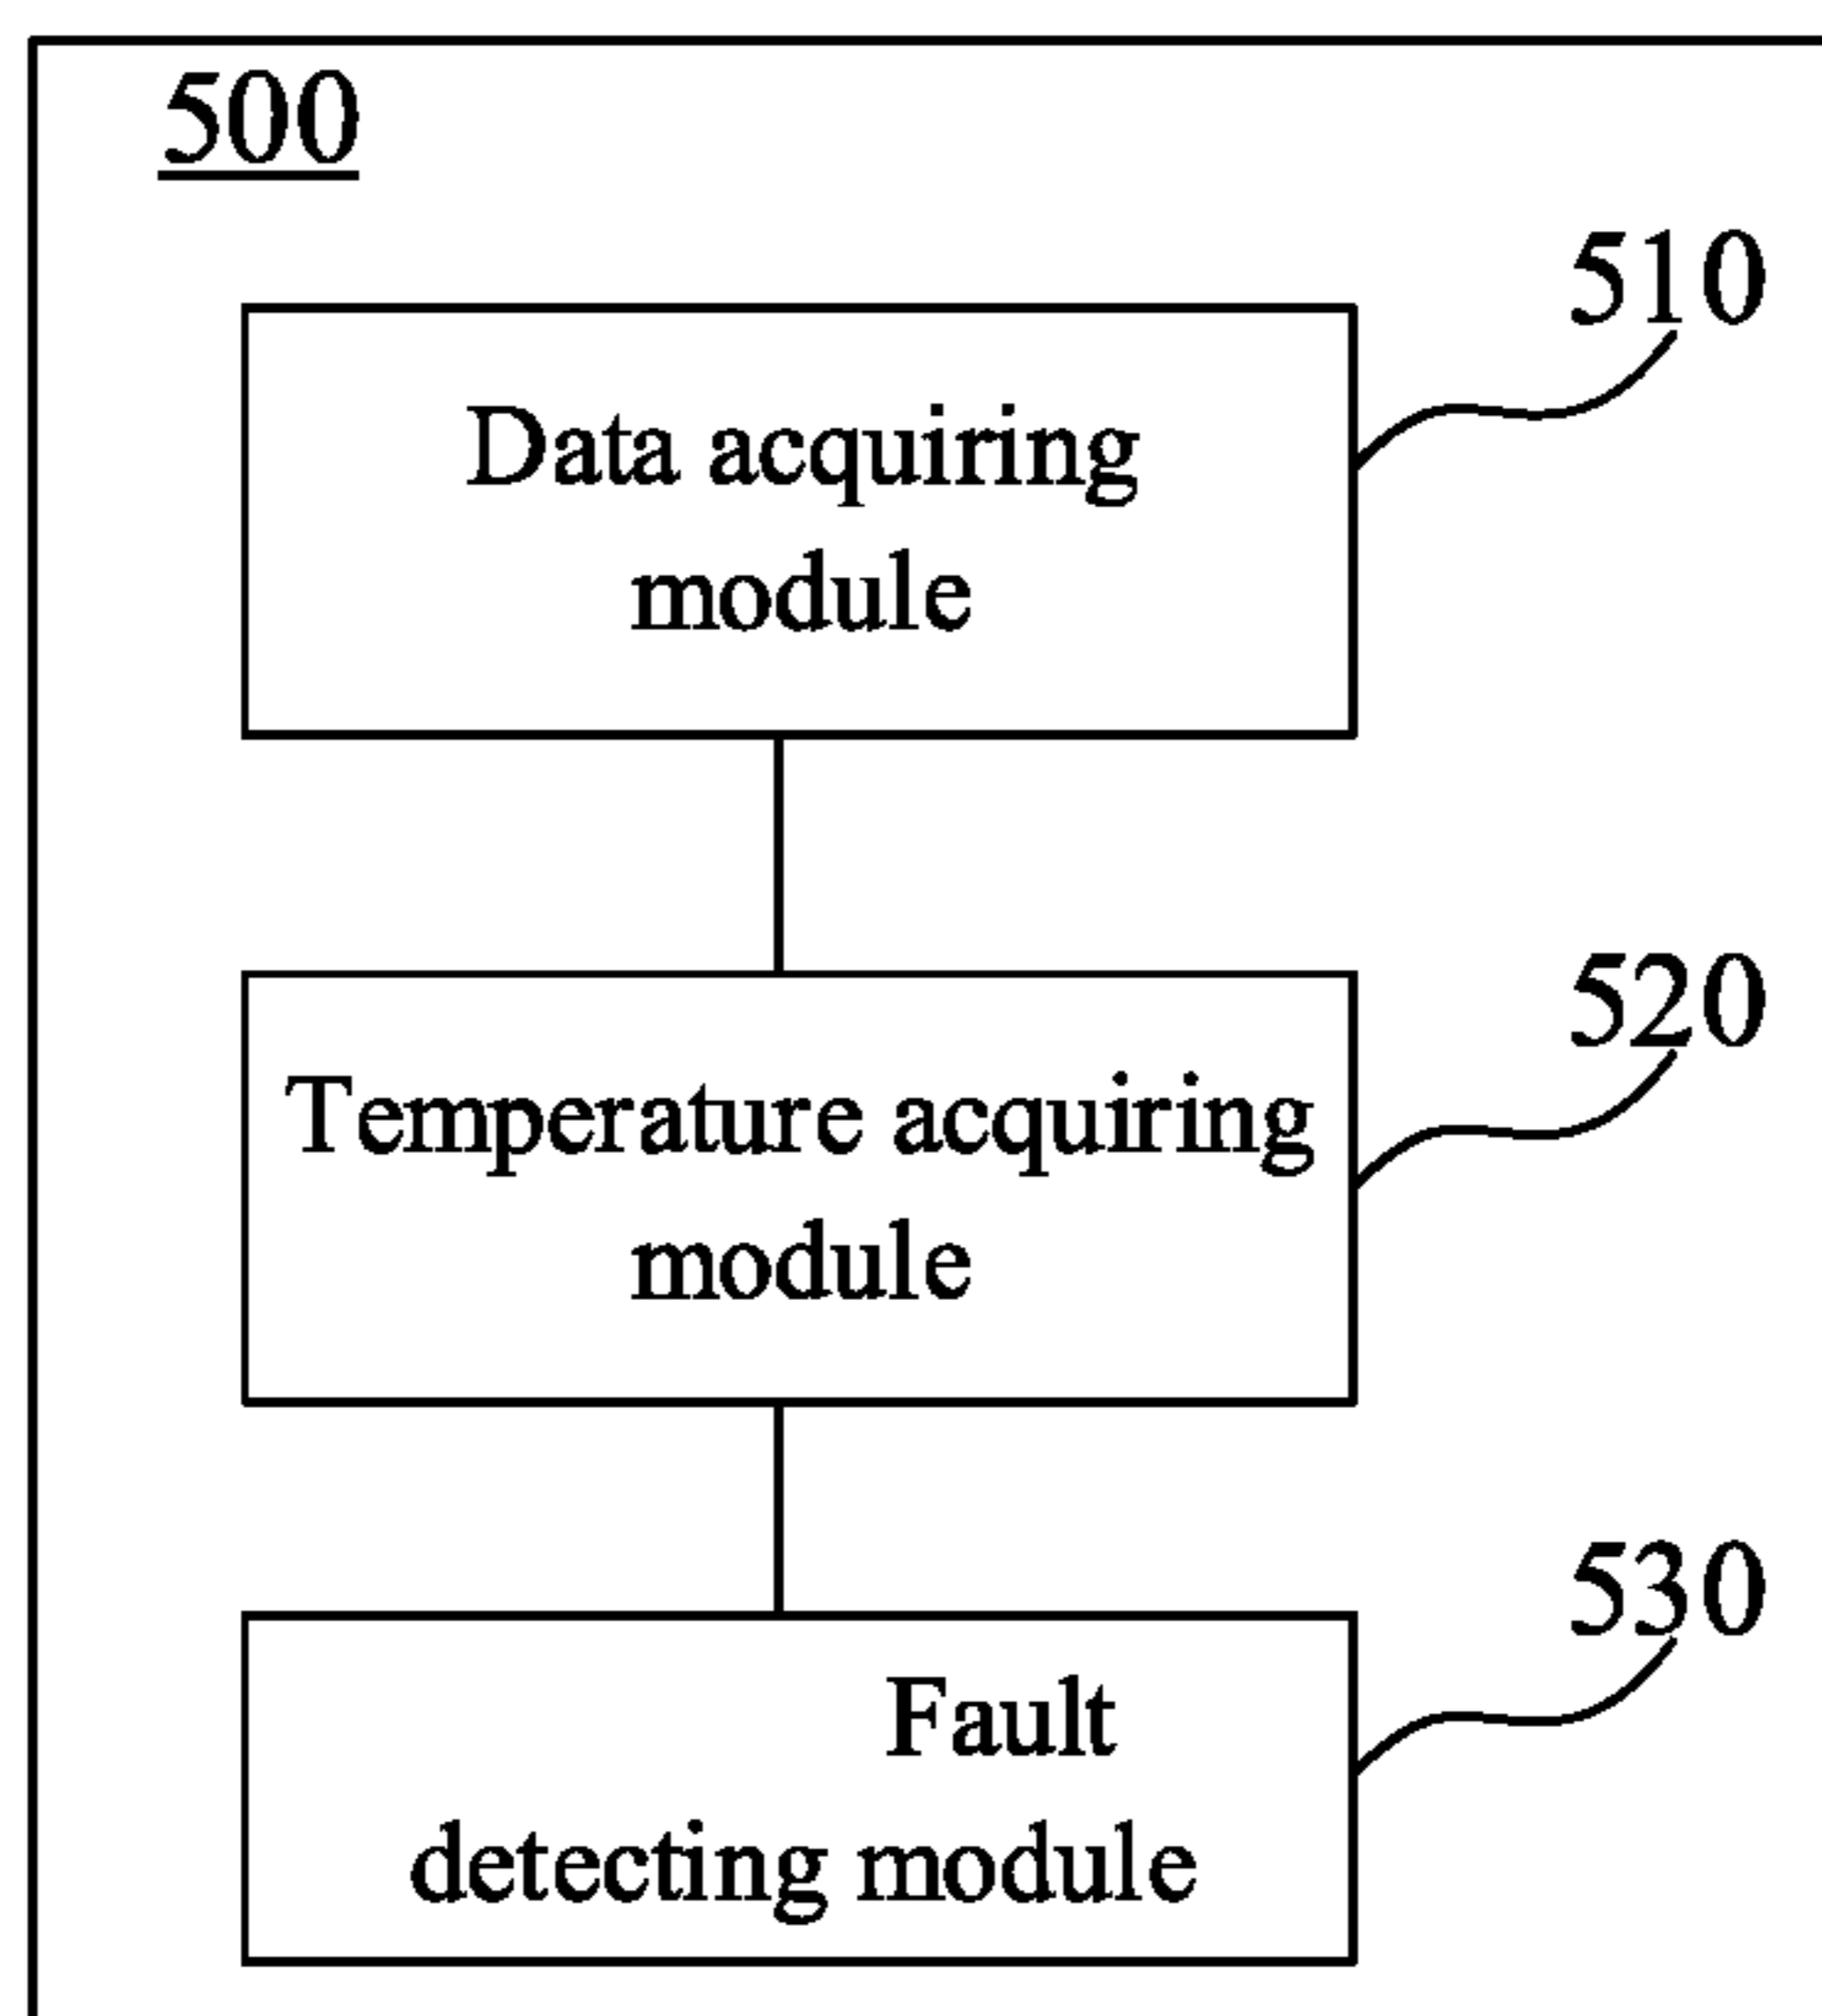 500
510
Data acquiring
module
520
Temperature acquiring
module
530
Fault
detecting module